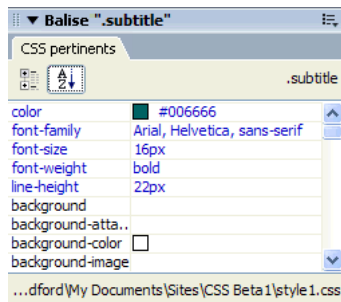 Balise ".subtitle"
CSS pertinents
.subtitle
color #006666
font-family Arial, Helvetica, sans-serif
font-size 16px
font-weight bold
line-height 22px
background
background-atta..
background-color
background-image
...dford\My Documents\Sites\CSS Beta1\style1.css